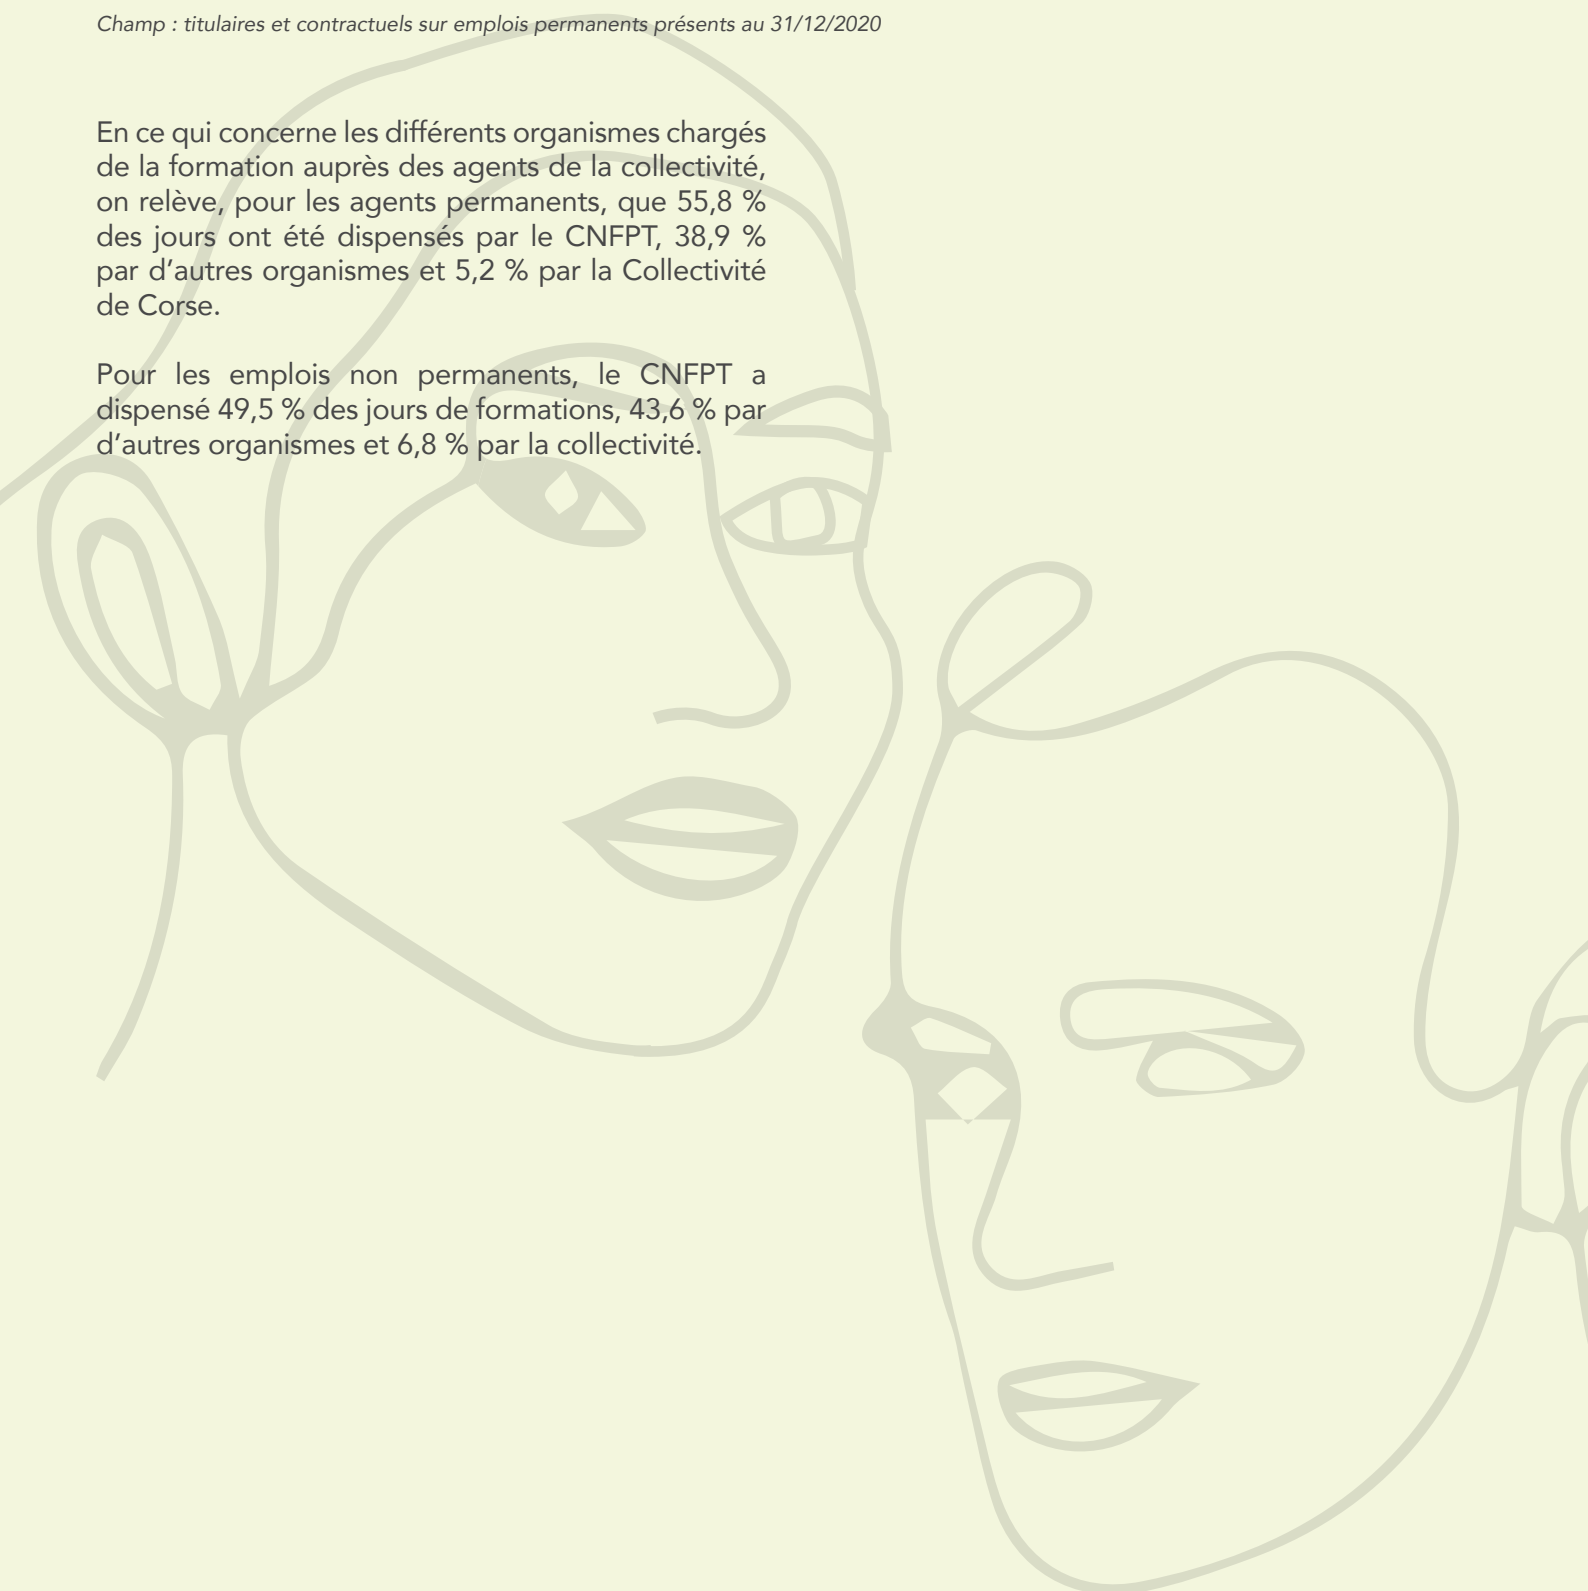 Champ : titulaires et contractuels sur emplois permanents présents au 31/12/2020
En ce qui concerne les différents organismes chargés
de la formation auprès des agents de la collectivité,
on relève, pour les agents permanents, que 55,8 %
des jours ont été dispensés par le CNFPT, 38,9 %
par d’autres organismes et 5,2 % par la Collectivité
de Corse.
Pour les emplois non permanents, le CNFPT a
dispensé 49,5 % des jours de formations, 43,6 % par
d’autres organismes et 6,8 % par la collectivité.